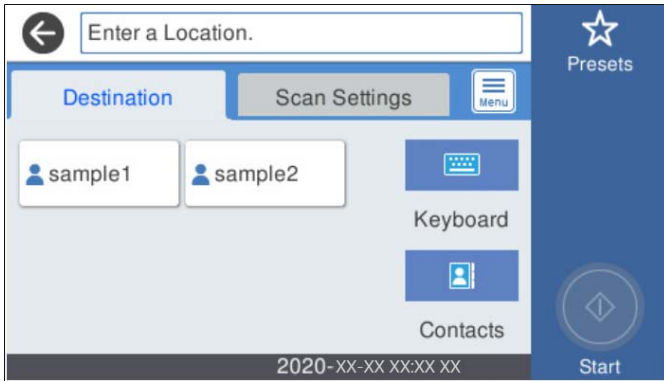 Enter a Location.
Presets
Destination
Scan Settings
Menu
sample1
sample2
Keyboard
Contacts
2020-XX-XX XX:XX XX
Start